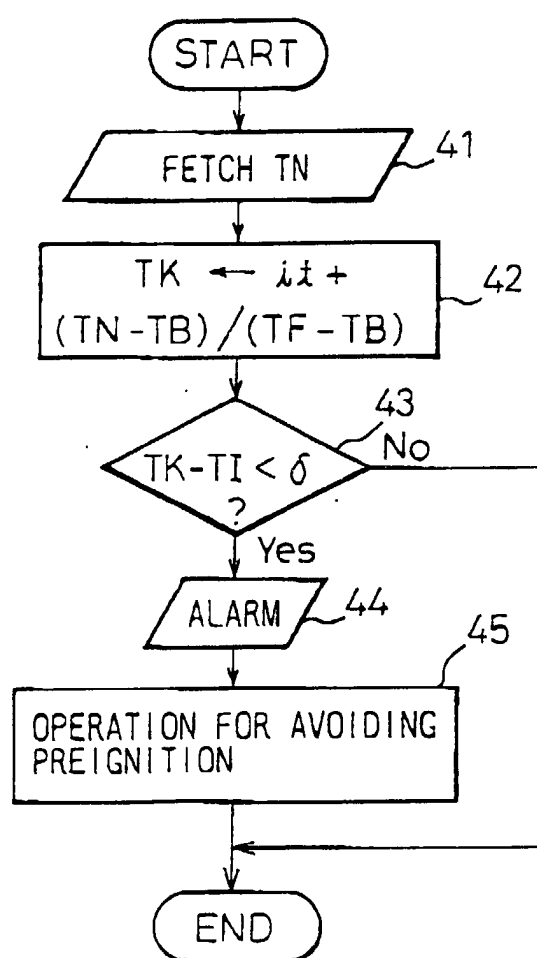 START
FETCH TN
41
TK ← it +
(TN-TB)/(TF-TB)
42
43
TK-TI < δ
?
No
Yes
ALARM
44
45
OPERATION FOR AVOIDING
PREIGNITION
END